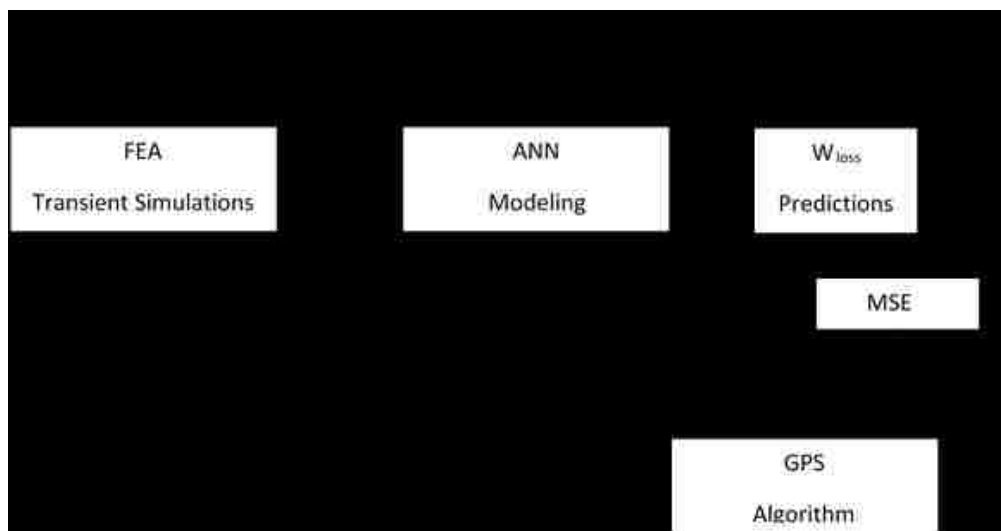 FEA
Transient Simulations
ANN
Modeling
W loss
Predictions
MSE
GPS
Algorithm